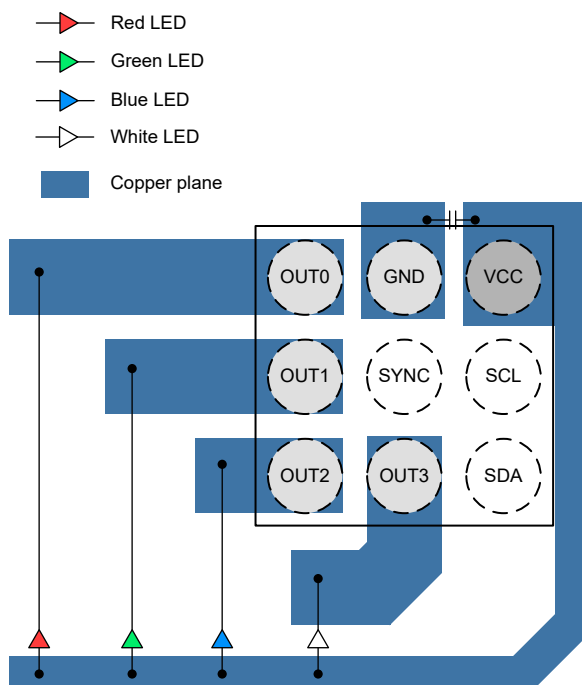 Red LED
Green LED
Blue LED
White LED
Copper plane
OUT0 GND VCC
OUT1 SYNC SCL
OUT2 OUT3 SDA